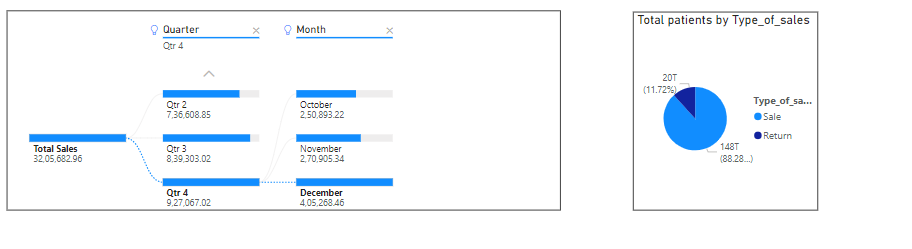 Quarter
Month
Qtr 4
Qtr 2
7,36,608.85
Qtr 3
8,39,303.02
Qtr 4
9,27,067.02
Total Sales
32,05,682.96
October
2,50,893.22
November
2,70,905.34
December
4,05,268.46
Total patients by Type_of_sales
20T
(11.72%)
148T
(88.28...)
Type_of_sa...
Sale
Return